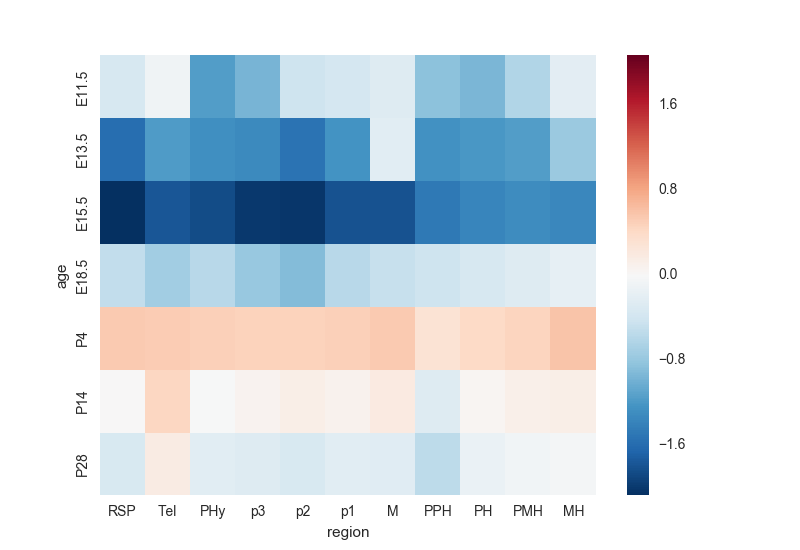 E11.5
E13.5
E15.5
E18.5
P4
P14
P28
age
RSP Tel PHy p3 p2 p1 M PPH PH PMH MH
region
1.6
0.8
0.0
−0.8
−1.6